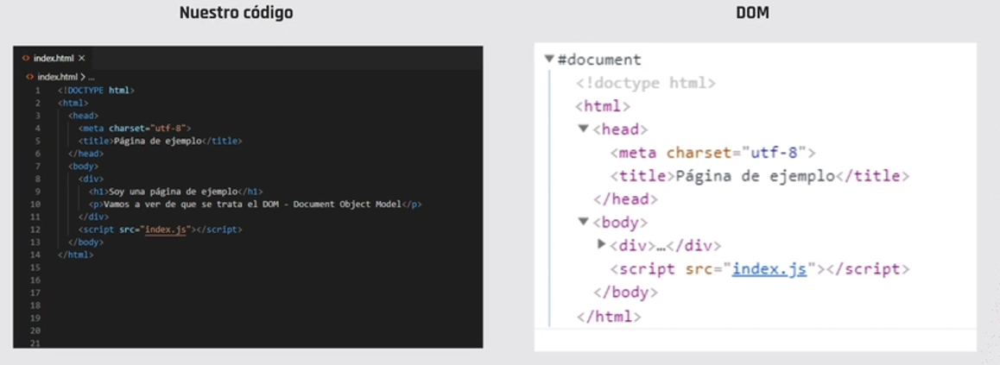 Nuestro código
index.html ×
index.html > ...
1 <!DOCTYPE html>
2 <html>
3 <head>
4 <meta charset="utf-8">
5 <title>Página de ejemplo</title>
6 </head>
7 <body>
8 <div>
9 <h1>Soy una página de ejemplo</h1>
10 <p>Vamos a ver de que se trata el DOM - Document Object Model</p>
11 </div>
12 <script src="index.js"></script>
13 </body>
14 </html>
15
16
17
18
19
20
21
DOM
#document
<!doctype html>
<html>
<head>
<meta charset="utf-8">
<title>Página de ejemplo</title>
</head>
<body>
<div>…</div>
<script src="index.js"></script>
</body>
</html>